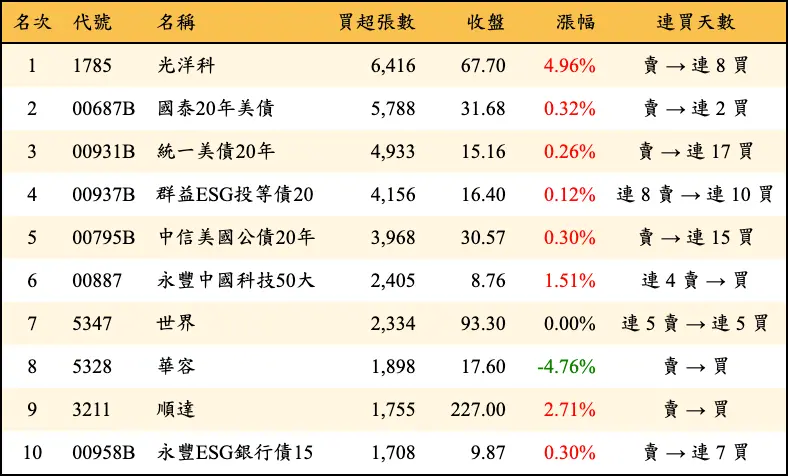 名次 代號 名稱 買超張數 收盤 漲幅 連買天數
1 1785 光洋科 6,416 67.70 4.96% 賣 → 連 8 買
2 00687B 國泰20年美債 5,788 31.68 0.32% 賣 → 連 2 買
3 00931B 統一美債20年 4,933 15.16 0.26% 賣 → 連 17 買
4 00937B 群益ESG投等債20 4,156 16.40 0.12% 連 8 賣 → 連 10 買
5 00795B 中信美國公債20年 3,968 30.57 0.30% 賣 → 連 15 買
6 00887 永豐中國科技50大 2,405 8.76 1.51% 連 4 賣 → 買
7 5347 世界 2,334 93.30 0.00% 連 5 賣 → 連 5 買
8 5328 華容 1,898 17.60 -4.76% 賣 → 買
9 3211 順達 1,755 227.00 2.71% 賣 → 買
10 00958B 永豐ESG銀行債15 1,708 9.87 0.30% 賣 → 連 7 買